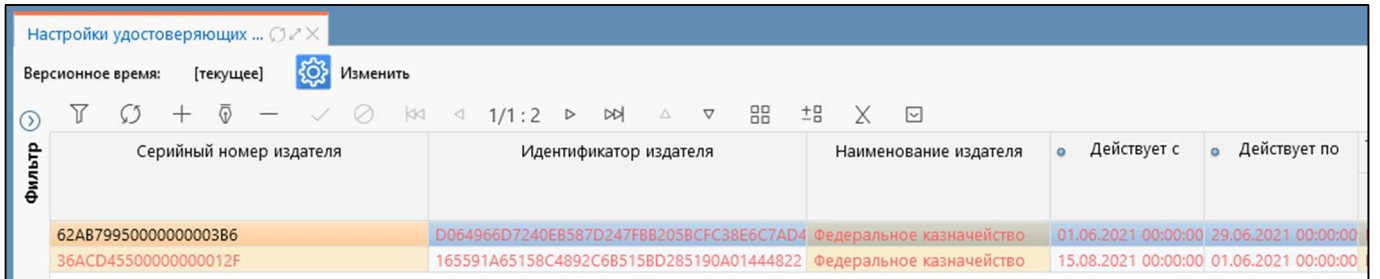 Настройки удостоверяющих ...
Версионное время: [текущее] Изменить
1/1 : 2
Фильтр
Серийный номер издателя Идентификатор издателя Наименование издателя Действует с Действует по
62AB79950000000003B6 D064966D7240EB587D247FBB205BCFC38E6C7AD4 Федеральное казначейство 01.06.2021 00:00:00 29.06.2021 00:00:00
36ACD45500000000012F 165591A65158C4892C6B515BD285190A01444822 Федеральное казначейство 15.08.2021 00:00:00 01.06.2021 00:00:00